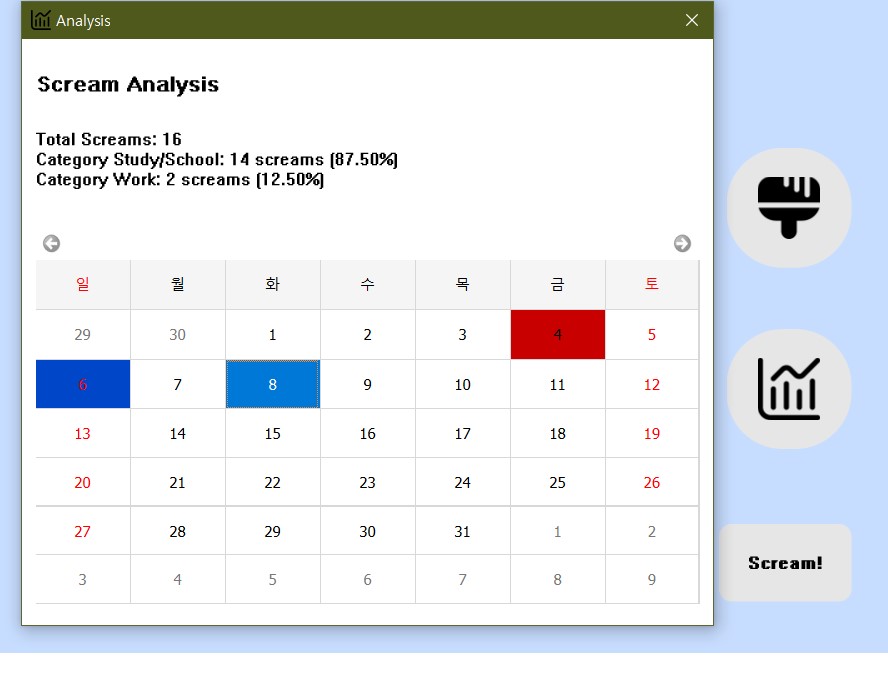 Analysis
Scream Analysis
Total Screams: 16
Category Study/School: 14 screams (87.50%)
Category Work: 2 screams (12.50%)
일 월 화 수 목 금 토
29 30 1 2 3 4 5
6 7 8 9 10 11 12
13 14 15 16 17 18 19
20 21 22 23 24 25 26
27 28 29 30 31 1 2
3 4 5 6 7 8 9
Scream!